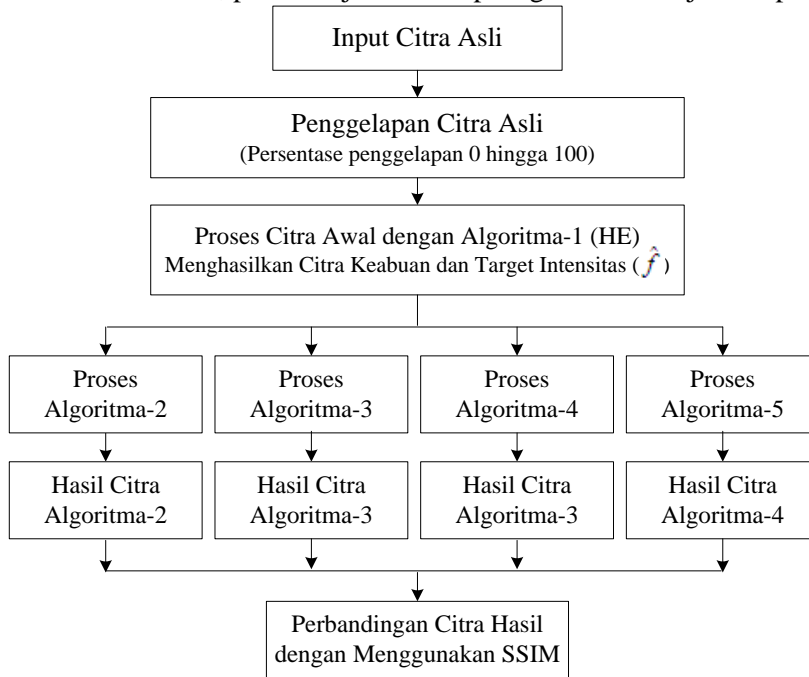 Input Citra Asli
Penggelapan Citra Asli
(Persentase penggelapan 0 hingga 100)
Proses Citra Awal dengan Algoritma-1 (HE)
Menghasilkan Citra Keabuan dan Target Intensitas ( f̂ )
Proses
Algoritma-2
Proses
Algoritma-3
Proses
Algoritma-4
Proses
Algoritma-5
Hasil Citra
Algoritma-2
Hasil Citra
Algoritma-3
Hasil Citra
Algoritma-3
Hasil Citra
Algoritma-4
Perbandingan Citra Hasil
dengan Menggunakan SSIM